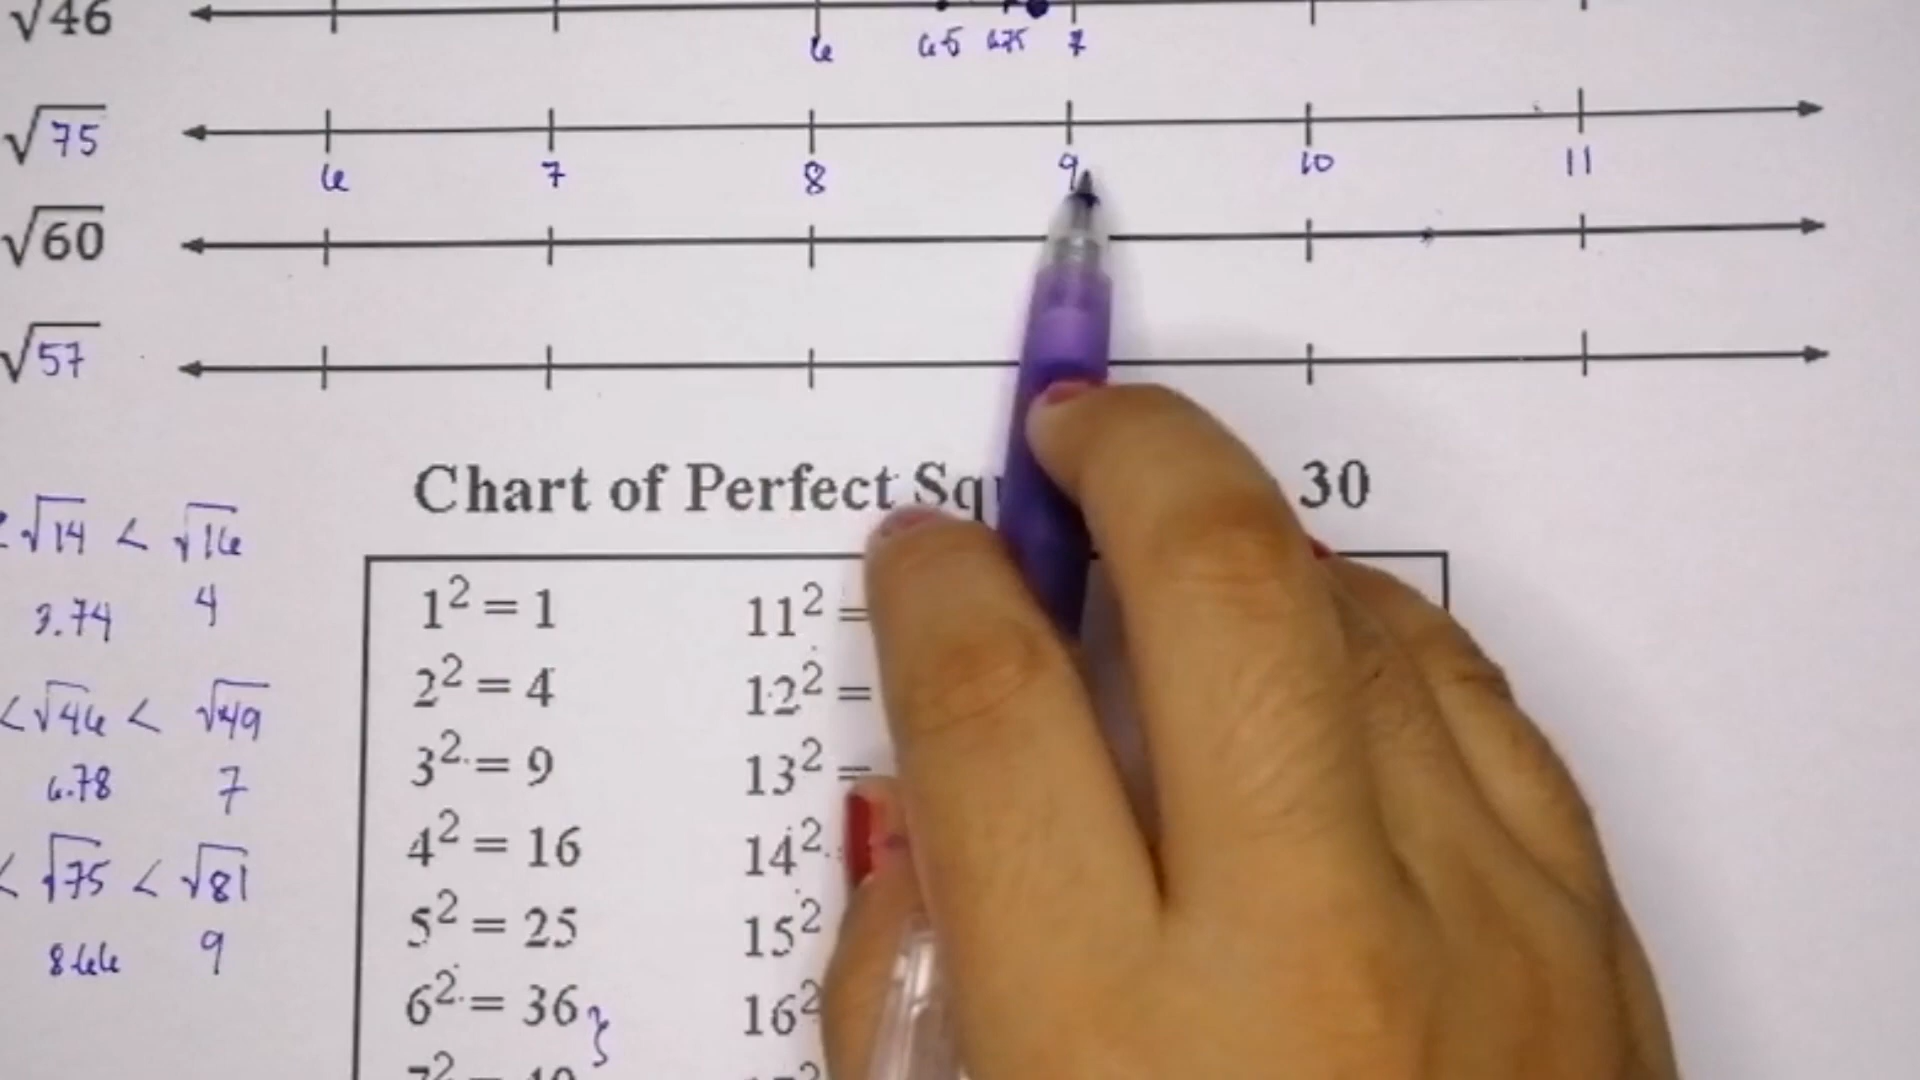 √46
6 6.5 6.75 7
√75
6 7 8 9 10 11
√60
√57
Chart of Perfect Squ 30
< √14 < √16
3.74 4
< √46 < √49
6.78 7
< √75 < √81
8.66 9
1² = 1 11² =
2² = 4 12² =
3² = 9 13² =
4² = 16 14²
5² = 25 15²
6² = 36 16²